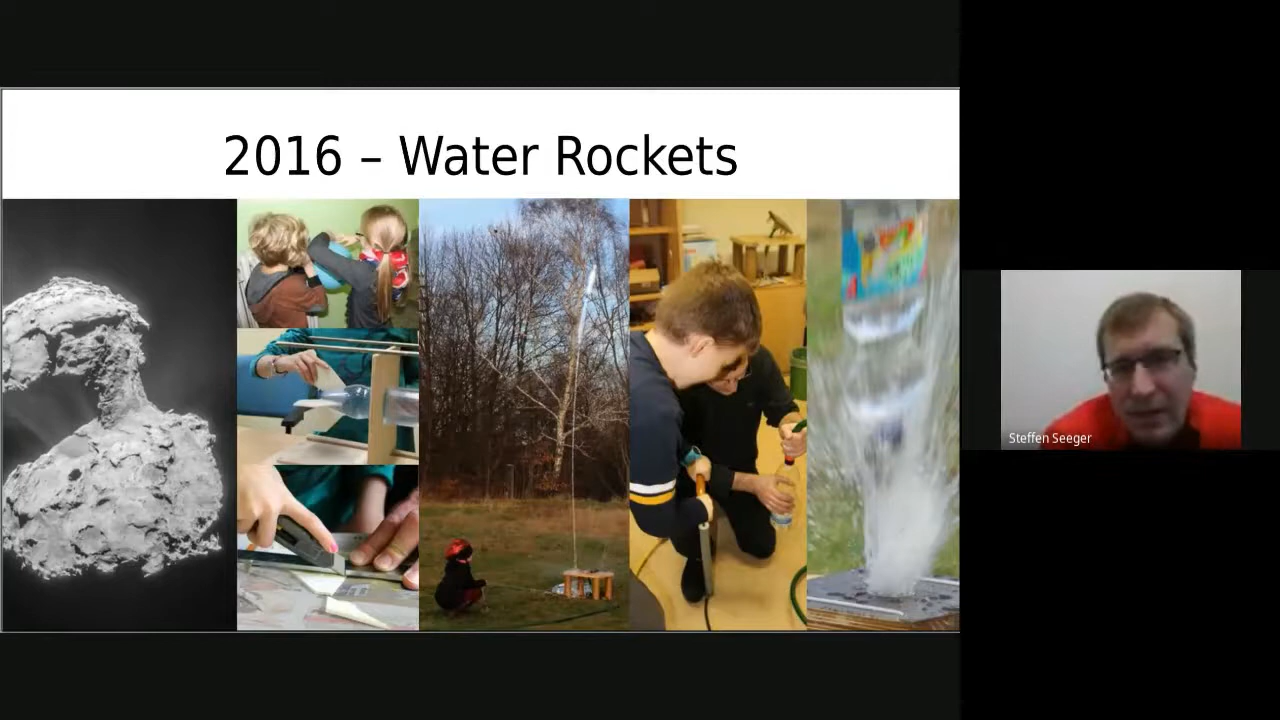 2016 – Water Rockets
Steffen Seeger